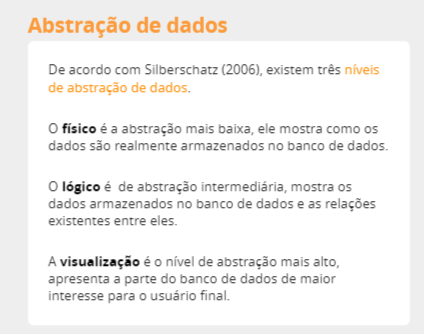 Abstração de dados
De acordo com Silberschatz (2006), existem três níveis
de abstração de dados.
O físico é a abstração mais baixa, ele mostra como os
dados são realmente armazenados no banco de dados.
O lógico é de abstração intermediária, mostra os
dados armazenados no banco de dados e as relações
existentes entre eles.
A visualização é o nível de abstração mais alto,
apresenta a parte do banco de dados de maior
interesse para o usuário final.